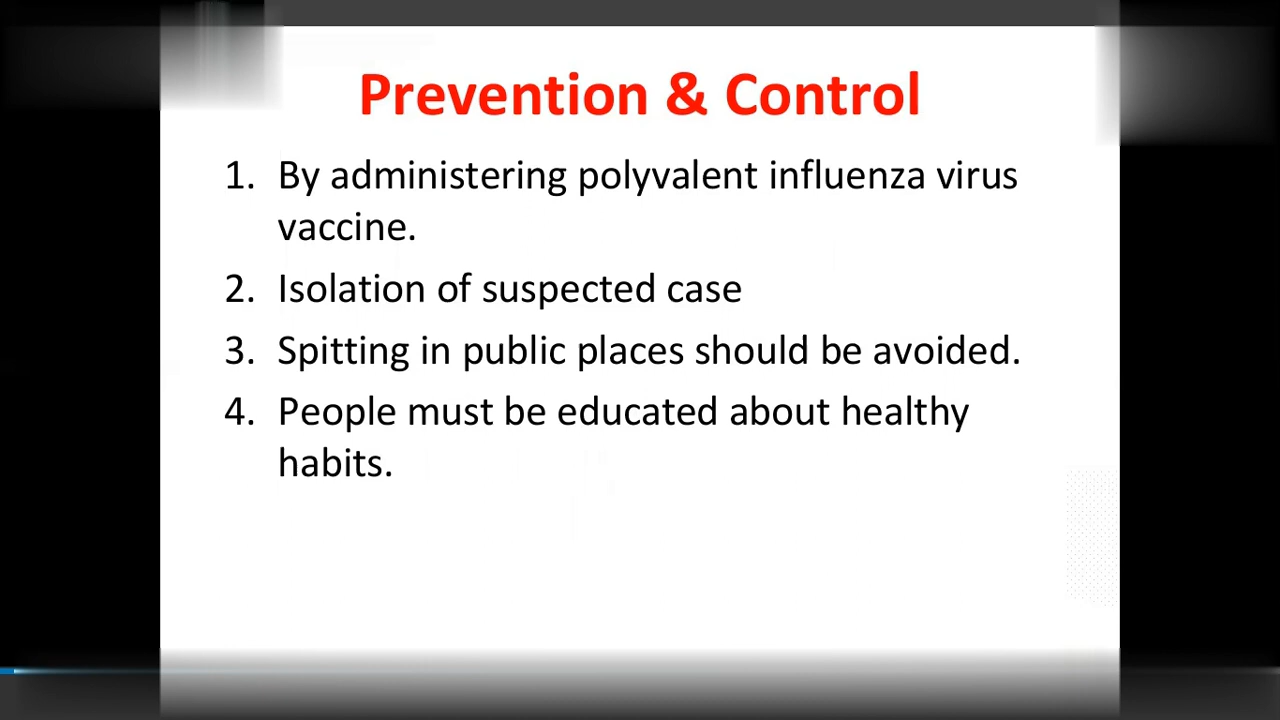 Prevention & Control
1. By administering polyvalent influenza virus
vaccine.
2. Isolation of suspected case
3. Spitting in public places should be avoided.
4. People must be educated about healthy
habits.